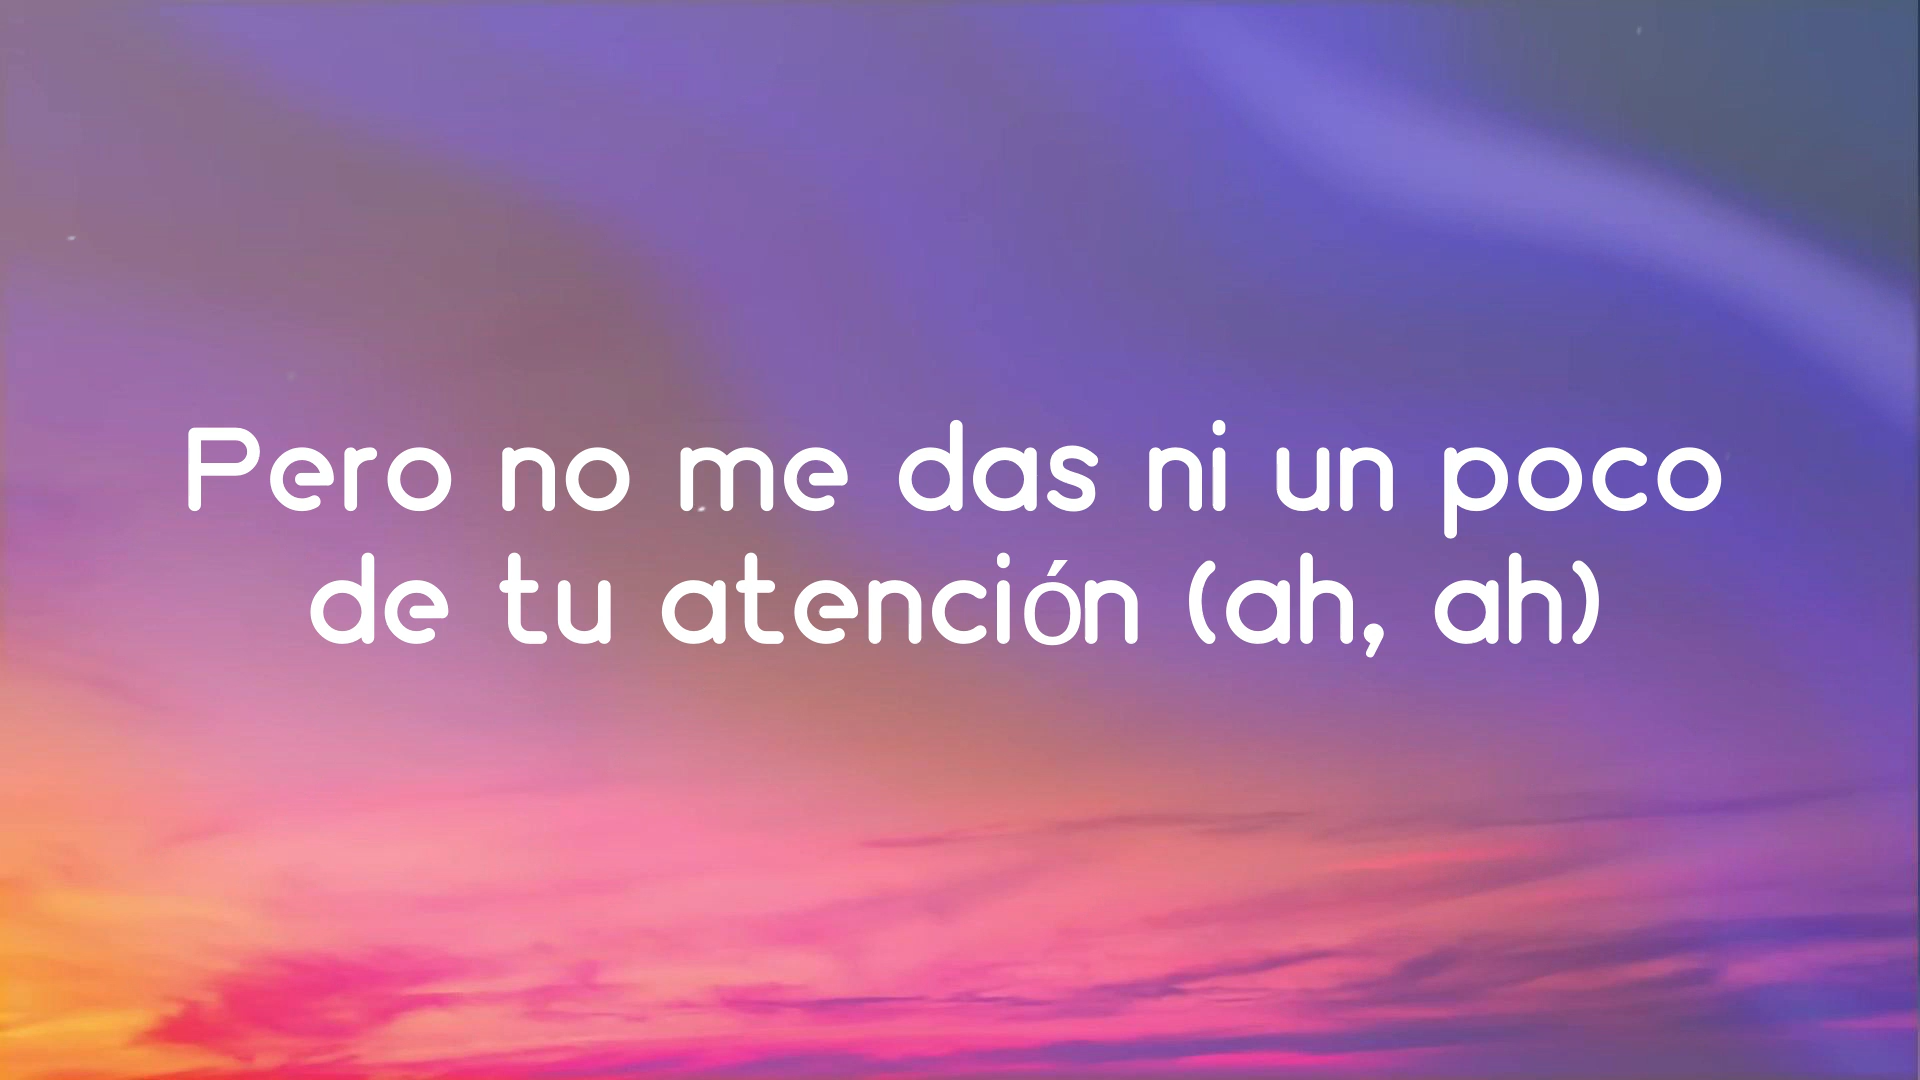 Pero no me das ni un poco
de tu atención (ah, ah)